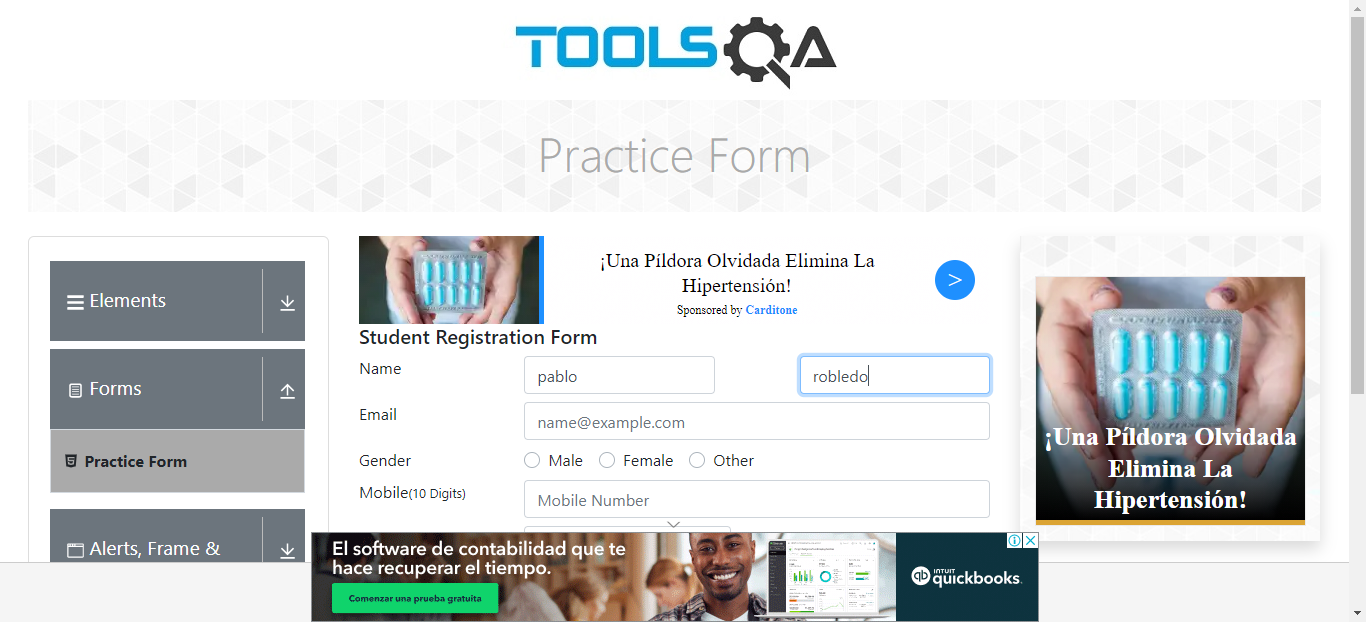 TOOLSQA
Practice Form
Elements
Forms
Practice Form
Alerts, Frame &
¡Una Píldora Olvidada Elimina La
Hipertensión!
Sponsored by Carditone
>
Student Registration Form
Name
pablo
robledo
Email
name@example.com
Gender
Male
Female
Other
Mobile(10 Digits)
Mobile Number
¡Una Píldora Olvidada
Elimina La
Hipertensión!
El software de contabilidad que te
hace recuperar el tiempo.
Comenzar una prueba gratuita
INTUIT
quickbooks.